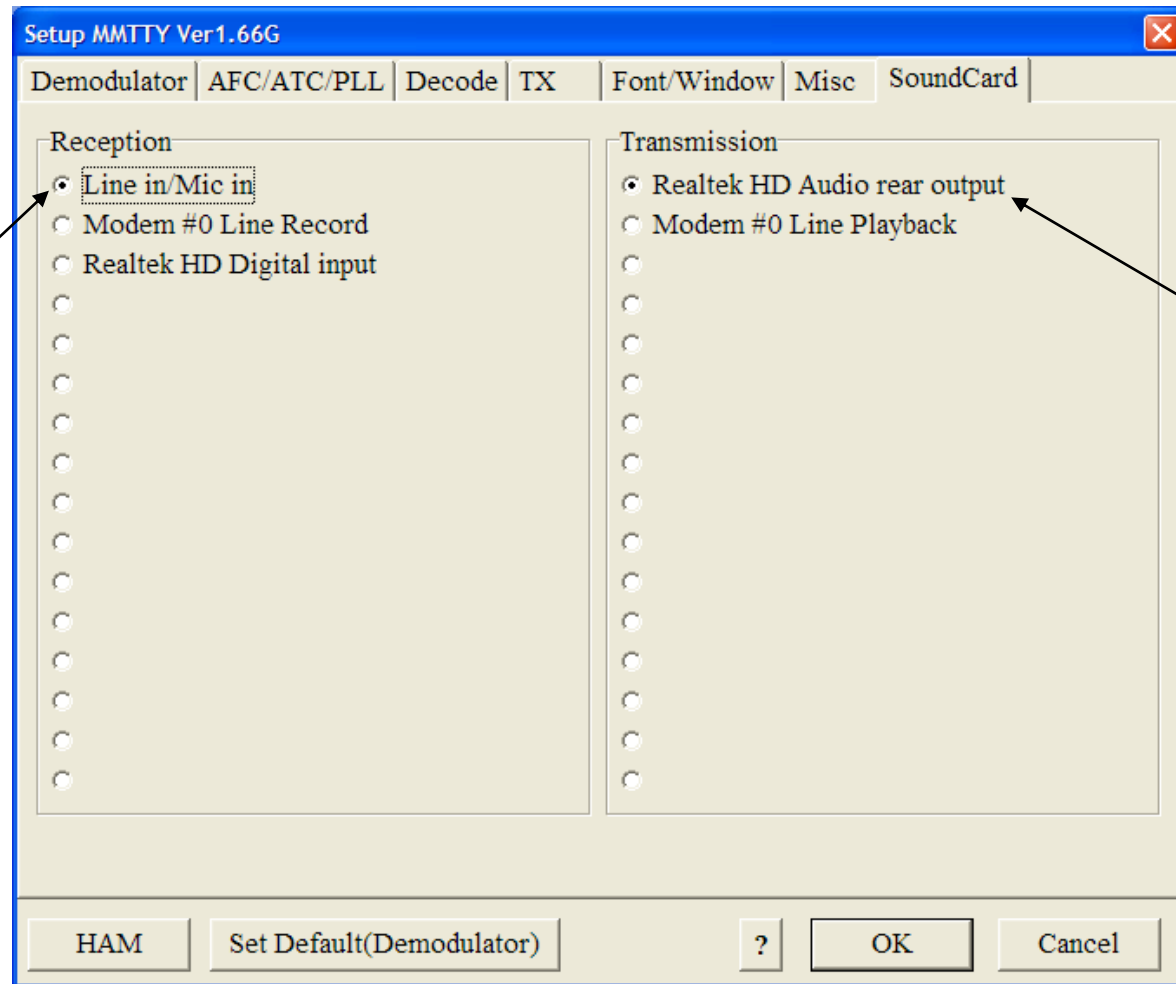 Setup MMTTY Ver1.66G
Demodulator AFC/ATC/PLL Decode TX Font/Window Misc SoundCard
Reception
Line in/Mic in
Modem #0 Line Record
Realtek HD Digital input
Transmission
Realtek HD Audio rear output
Modem #0 Line Playback
HAM Set Default(Demodulator) ? OK Cancel